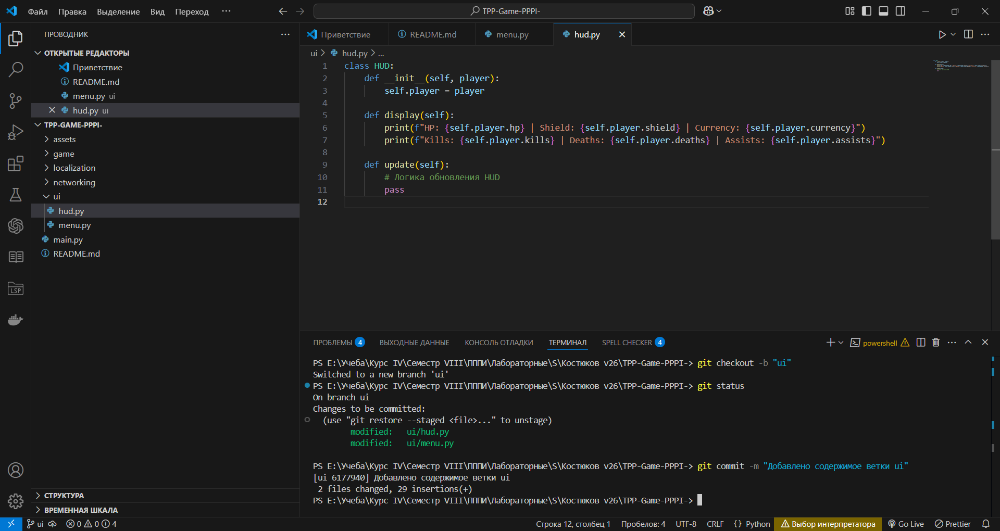 Файл Правка Выделение Вид Переход ···
TPP-Game-PPPI-
ПРОВОДНИК
ОТКРЫТЫЕ РЕДАКТОРЫ
Приветствие
README.md
menu.py ui
hud.py ui
TPP-GAME-PPPI-
assets
game
localization
networking
ui
hud.py
menu.py
main.py
README.md
СТРУКТУРА
ВРЕМЕННАЯ ШКАЛА
LSP
Приветствие README.md menu.py hud.py
ui > hud.py > ...
1 class HUD:
2 def __init__(self, player):
3 self.player = player
4
5 def display(self):
6 print(f"HP: {self.player.hp} | Shield: {self.player.shield} | Currency: {self.player.currency}")
7 print(f"Kills: {self.player.kills} | Deaths: {self.player.deaths} | Assists: {self.player.assists}")
8
9 def update(self):
10 # Логика обновления HUD
11 pass
12
ПРОБЛЕМЫ 4 ВЫХОДНЫЕ ДАННЫЕ КОНСОЛЬ ОТЛАДКИ ТЕРМИНАЛ SPELL CHECKER 4 powershell
PS E:\Учеба\Курс IV\Семестр VIII\ПППИ\Лабораторные\S\Костюков v26\TPP-Game-PPPI-> git checkout -b "ui"
Switched to a new branch 'ui'
PS E:\Учеба\Курс IV\Семестр VIII\ПППИ\Лабораторные\S\Костюков v26\TPP-Game-PPPI-> git status
On branch ui
Changes to be committed:
(use "git restore --staged <file>..." to unstage)
modified: ui/hud.py
modified: ui/menu.py
PS E:\Учеба\Курс IV\Семестр VIII\ПППИ\Лабораторные\S\Костюков v26\TPP-Game-PPPI-> git commit -m "Добавлено содержимое ветки ui"
[ui 6177940] Добавлено содержимое ветки ui
2 files changed, 29 insertions(+)
PS E:\Учеба\Курс IV\Семестр VIII\ПППИ\Лабораторные\S\Костюков v26\TPP-Game-PPPI->
ui 0 0 4 Строка 12, столбец 1 Пробелов: 4 UTF-8 CRLF {} Python Выбор интерпретатора Go Live Prettier